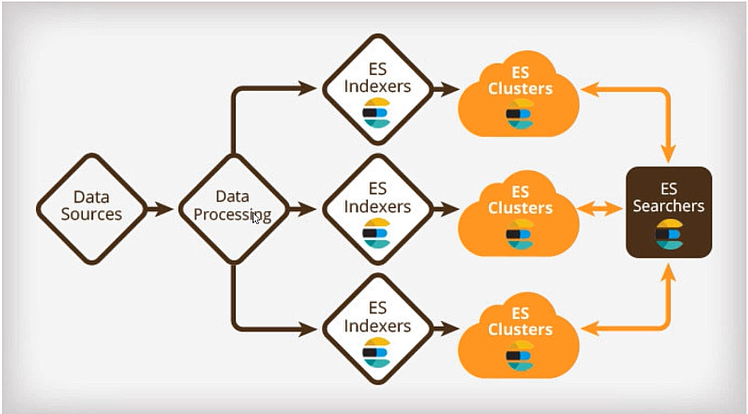 ES
Indexers
ES
Clusters
Data
Sources
Data
Processing
ES
Indexers
ES
Clusters
ES
Searchers
ES
Indexers
ES
Clusters